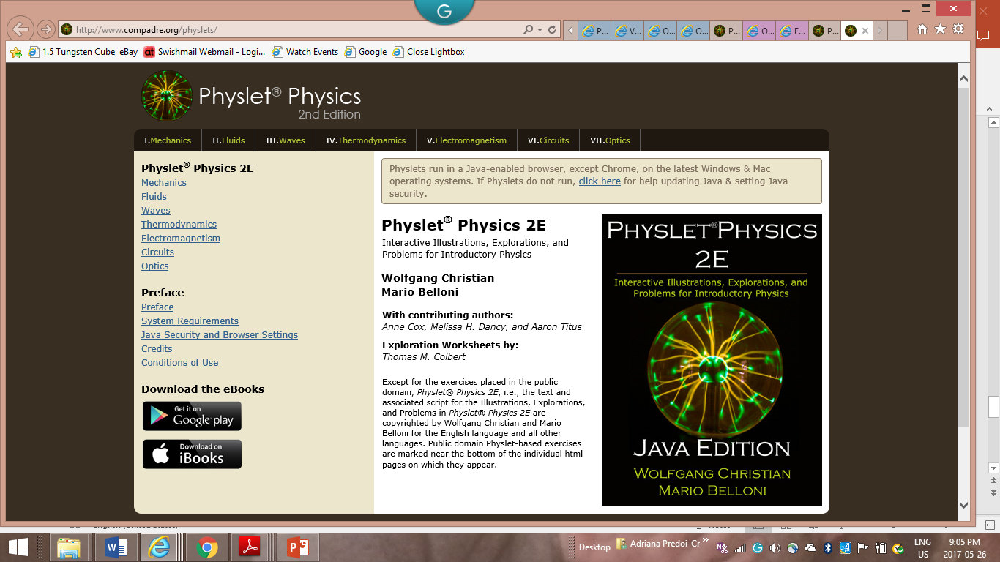 G
http://www.compadre.org/physlets/
P...
V...
O...
O...
P...
O...
F...
P...
1.5 Tungsten Cube eBay
Swishmail Webmail - Logi...
Watch Events
Google
Close Lightbox
Physlet® Physics
2nd Edition
I.Mechanics
II.Fluids
III.Waves
IV.Thermodynamics
V.Electromagnetism
VI.Circuits
VII.Optics
Physlet® Physics 2E
Mechanics
Fluids
Waves
Thermodynamics
Electromagnetism
Circuits
Optics
Preface
Preface
System Requirements
Java Security and Browser Settings
Credits
Conditions of Use
Download the eBooks
Get it on
Google play
Download on
iBooks
Physlets run in a Java-enabled browser, except Chrome, on the latest Windows & Mac
operating systems. If Physlets do not run, click here for help updating Java & setting Java
security.
Physlet® Physics 2E
Interactive Illustrations, Explorations, and
Problems for Introductory Physics
Wolfgang Christian
Mario Belloni
With contributing authors:
Anne Cox, Melissa H. Dancy, and Aaron Titus
Exploration Worksheets by:
Thomas M. Colbert
Except for the exercises placed in the public
domain, Physlet® Physics 2E, i.e., the text and
associated script for the Illustrations, Explorations,
and Problems in Physlet® Physics 2E are
copyrighted by Wolfgang Christian and Mario
Belloni for the English language and all other
languages. Public domain Physlet-based exercises
are marked near the bottom of the individual html
pages on which they appear.
Physlet® Physics
2E
Interactive Illustrations, Explorations, and
Problems for Introductory Physics
Java Edition
Wolfgang Christian
Mario Belloni
Desktop
Adriana Predoi-Cr
ENG
US
9:05 PM
2017-05-26